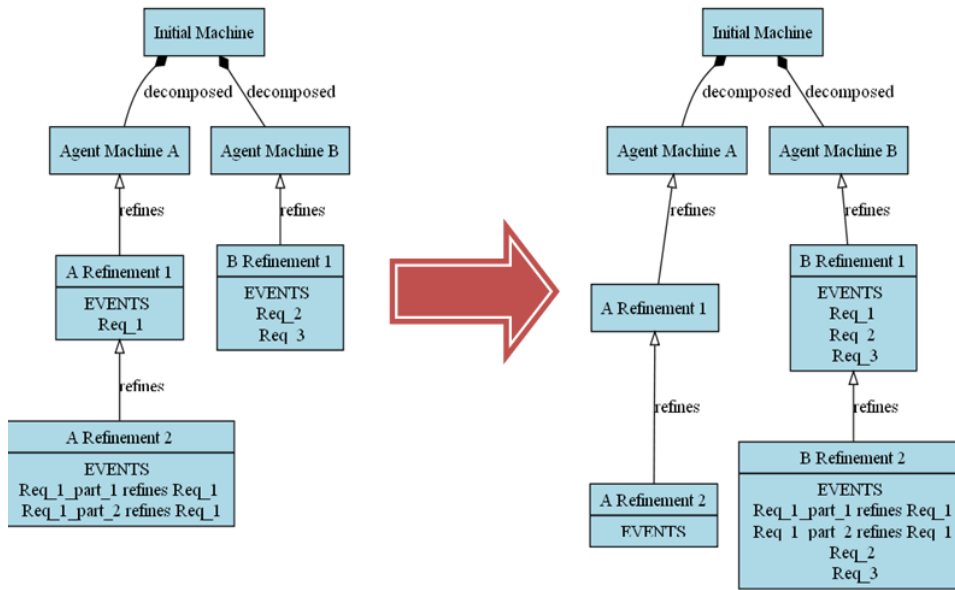 Initial Machine
decomposed
decomposed
Agent Machine A
Agent Machine B
refines
refines
A Refinement 1
EVENTS
Req_1
B Refinement 1
EVENTS
Req_2
Req_3
refines
A Refinement 2
EVENTS
Req_1_part_1 refines Req_1
Req_1_part_2 refines Req_1
Initial Machine
decomposed
decomposed
Agent Machine A
Agent Machine B
refines
refines
A Refinement 1
B Refinement 1
EVENTS
Req_1
Req_2
Req_3
refines
refines
A Refinement 2
EVENTS
B Refinement 2
EVENTS
Req_1_part_1 refines Req_1
Req_1_part_2 refines Req_1
Req_2
Req_3